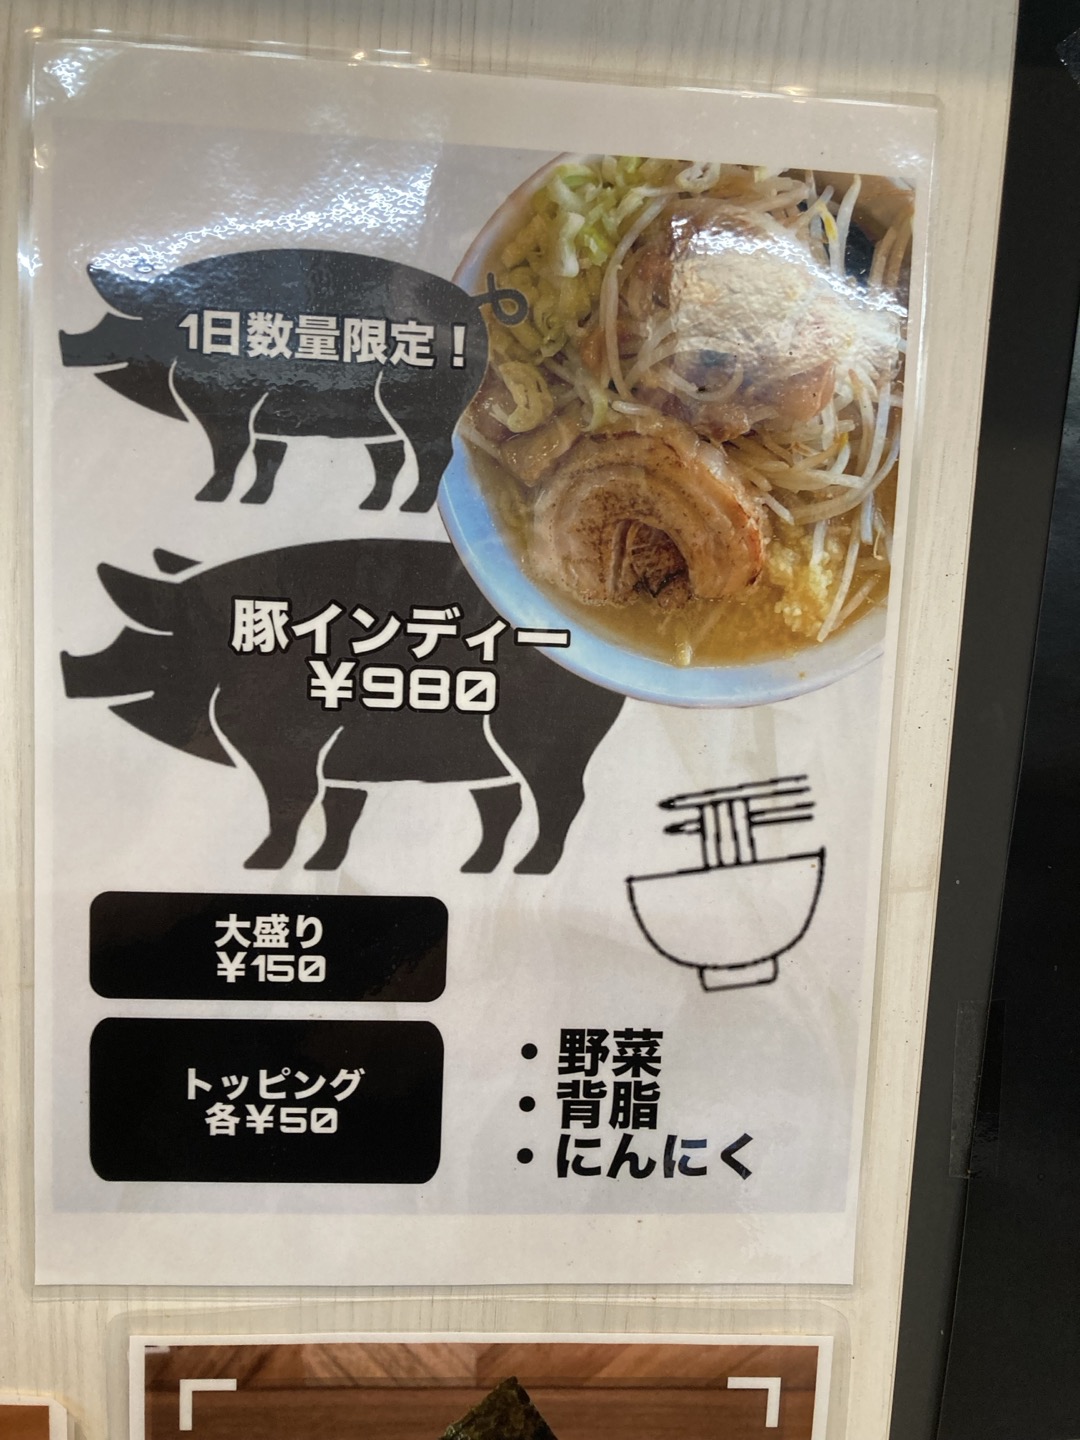 1日数量限定！
豚インディー
¥980
大盛り
¥150
トッピング
各¥50
・野菜
・背脂
・にんにく